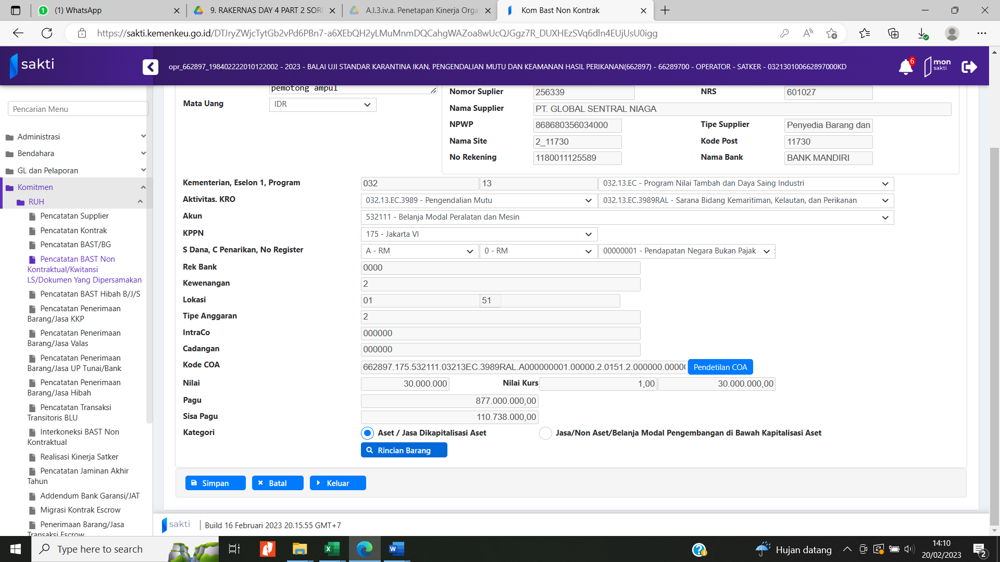 (1) WhatsApp
9. RAKERNAS DAY 4 PART 2 SORO
A.I.3.iv.a. Penetapan Kinerja Orga
Kom Bast Non Kontrak
https://sakti.kemenkeu.go.id/DTJryZWjcTytGb2vPd6PBn7-a6XEbQH2yLMuMnmDQCahgWAZoa8wUcQJGgz7R_DUXHEzSVq6dIn4EUjUsU0igg
sakti
opr_662897_198402222010122002 - 2023 - BALAI UJI STANDAR KARANTINA IKAN, PENGENDALIAN MUTU DAN KEAMANAN HASIL PERIKANAN(662897) - 66289700 - OPERATOR - SATKER - 032130100662897000KD
6
mon
sakti
Pencarian Menu
Administrasi
Bendahara
GL dan Pelaporan
Komitmen
RUH
Pencatatan Supplier
Pencatatan Kontrak
Pencatatan BAST/BG
Pencatatan BAST Non
Kontraktual/Kwitansi
LS/Dokumen Yang Dipersamakan
Pencatatan BAST Hibah B/J/S
Pencatatan Penerimaan
Barang/Jasa KKP
Pencatatan Penerimaan
Barang/Jasa Valas
Pencatatan Penerimaan
Barang/Jasa UP Tunai/Bank
Pencatatan Penerimaan
Barang/Jasa Hibah
Pencatatan Transaksi
Transitoris BLU
Interkoneksi BAST Non
Kontraktual
Realisasi Kinerja Satker
Pencatatan Jaminan Akhir
Tahun
Addendum Bank Garansi/JAT
Migrasi Kontrak Escrow
Penerimaan Barang/Jasa
Transaksi Escrow
pemotong ampul
Mata Uang IDR
Nomor Suplier 256339 NRS 601027
Nama Supplier PT. GLOBAL SENTRAL NIAGA
NPWP 868680356034000 Tipe Supplier Penyedia Barang dan
Nama Site 2_11730 Kode Post 11730
No Rekening 1180011125589 Nama Bank BANK MANDIRI
Kementerian, Eselon 1, Program 032 13 032.13.EC - Program Nilai Tambah dan Daya Saing Industri
Aktivitas. KRO 032.13.EC.3989 - Pengendalian Mutu 032.13.EC.3989RAL - Sarana Bidang Kemaritiman, Kelautan, dan Perikanan
Akun 532111 - Belanja Modal Peralatan dan Mesin
KPPN 175 - Jakarta VI
S Dana, C Penarikan, No Register A - RM 0 - RM 00000001 - Pendapatan Negara Bukan Pajak
Rek Bank 0000
Kewenangan 2
Lokasi 01 51
Tipe Anggaran 2
IntraCo 000000
Cadangan 000000
Kode COA 662897.175.532111.03213EC.3989RAL.A000000001.00000.2.0151.2.000000.0000 Pendetilan COA
Nilai 30.000.000 Nilai Kurs 1,00 30.000.000,00
Pagu 877.000.000,00
Sisa Pagu 110.738.000,00
Kategori Aset / Jasa Dikapitalisasi Aset Jasa/Non Aset/Belanja Modal Pengembangan di Bawah Kapitalisasi Aset
Rincian Barang
Simpan Batal Keluar
sakti Build 16 Februari 2023 20.15.55 GMT+7
Type here to search
Hujan datang
14:10
20/02/2023
2